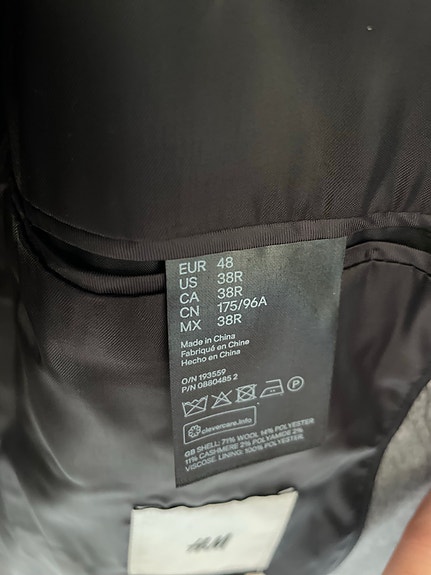 EUR 48
US 38R
CA 38R
CN 175/96A
MX 38R
Made in China
Fabriqué en Chine
Hecho en China
O/N 193559
P/N 0880485 2
P
clevercare.info
GB SHELL: 71% WOOL 14% POLYESTER
11% CASHMERE 2% POLYAMIDE 2%
VISCOSE. LINING: 100% POLYESTER.
H&M